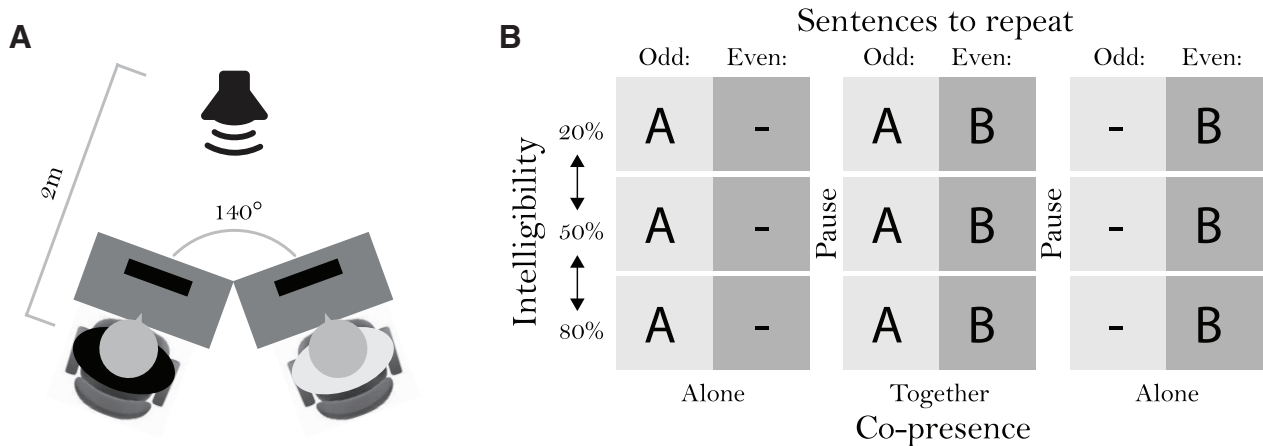 A
2m
140°
B
Sentences to repeat
Odd: Even: Odd: Even: Odd: Even:
Intelligibility
20%
A - A B - B
50%
A - Pause A B Pause - B
80%
A - A B - B
Alone Together Alone
Co-presence